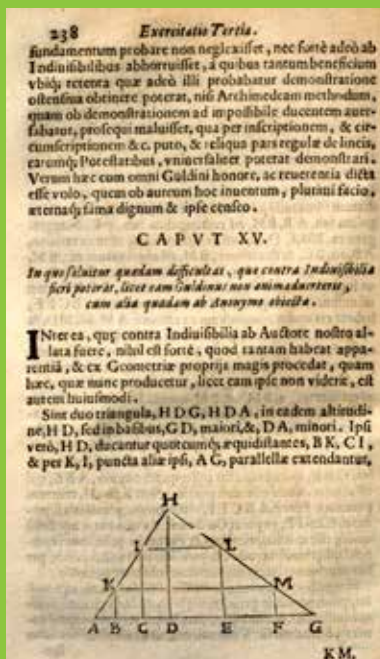 238 Exercitatio Tertia.
fundamentum probare non neglexisset, nec fortè adeò ab
Indiuisibilibus abhorruisset, à quibus tantum beneficium
vbiq; retenta quæ adeò illi probabatur demonstratione
ostensiua obtinere poterat, nisi Archimedeam methodum,
quam ob demonstrationem ad impossibile ducentem auer-
sabatur, prosequi maluisset, qua per inscriptionem, & cir-
cumscriptionem &c. puto, & reliqua pars regulæ de lineis,
earumq; Potestatibus, vniuersaliter poterat demonstrari.
Verum hæc cum omni Guldini honore, ac reuerentia dicta
esse volo, quem ob aureum hoc inuentum, plurimi facio,
æternaq; fama dignum & ipse censeo.
CAPVT XV.
In quo soluitur quædam difficultas, quæ contra Indiuisibilia
fieri poterat, licet eam Guldinus non animaduerterit,
cum alia quadam ab Anonymo obiecta.
INter ea, quę contra Indiuisibilia ab Auctore nostro al-
lata fuere, nihil est fortè, quod tantam habeat appa-
rentiā, & ex Geometriæ proprijs magis procedat, quam
hæc, quæ nunc producetur, licet eam ipse non viderit, est
autem huiusmodi.
Sint duo triangula, H D G, H D A, in eadem altitudi-
ne, H D, sed in basibus, G D, maiori, &, D A, minori. Ipsi
verò, H D, ducantur quotcumq; æquidistantes, B K, C I,
& per K, I, puncta aliæ ipsi, A G, parallelæ extendantur,
H
I L
K M
A B C D E F G
KM,